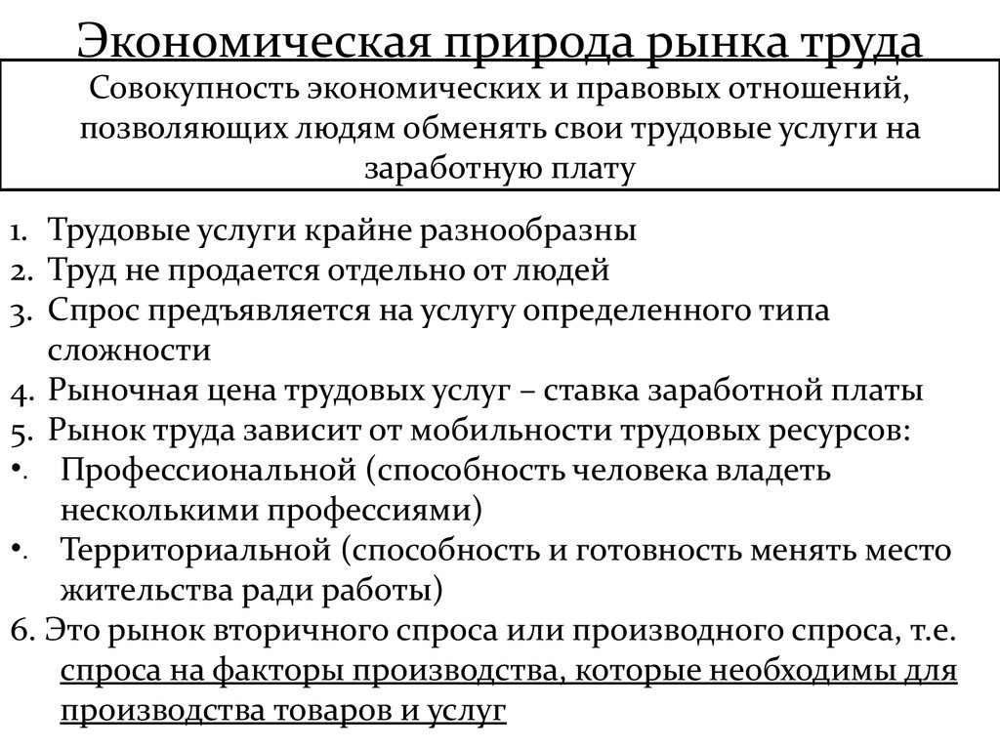 Экономическая природа рынка труда
Совокупность экономических и правовых отношений,
позволяющих людям обменять свои трудовые услуги на
заработную плату
1. Трудовые услуги крайне разнообразны
2. Труд не продается отдельно от людей
3. Спрос предъявляется на услугу определенного типа
сложности
4. Рыночная цена трудовых услуг – ставка заработной платы
5. Рынок труда зависит от мобильности трудовых ресурсов:
•. Профессиональной (способность человека владеть
несколькими профессиями)
•. Территориальной (способность и готовность менять место
жительства ради работы)
6. Это рынок вторичного спроса или производного спроса, т.е.
спроса на факторы производства, которые необходимы для
производства товаров и услуг